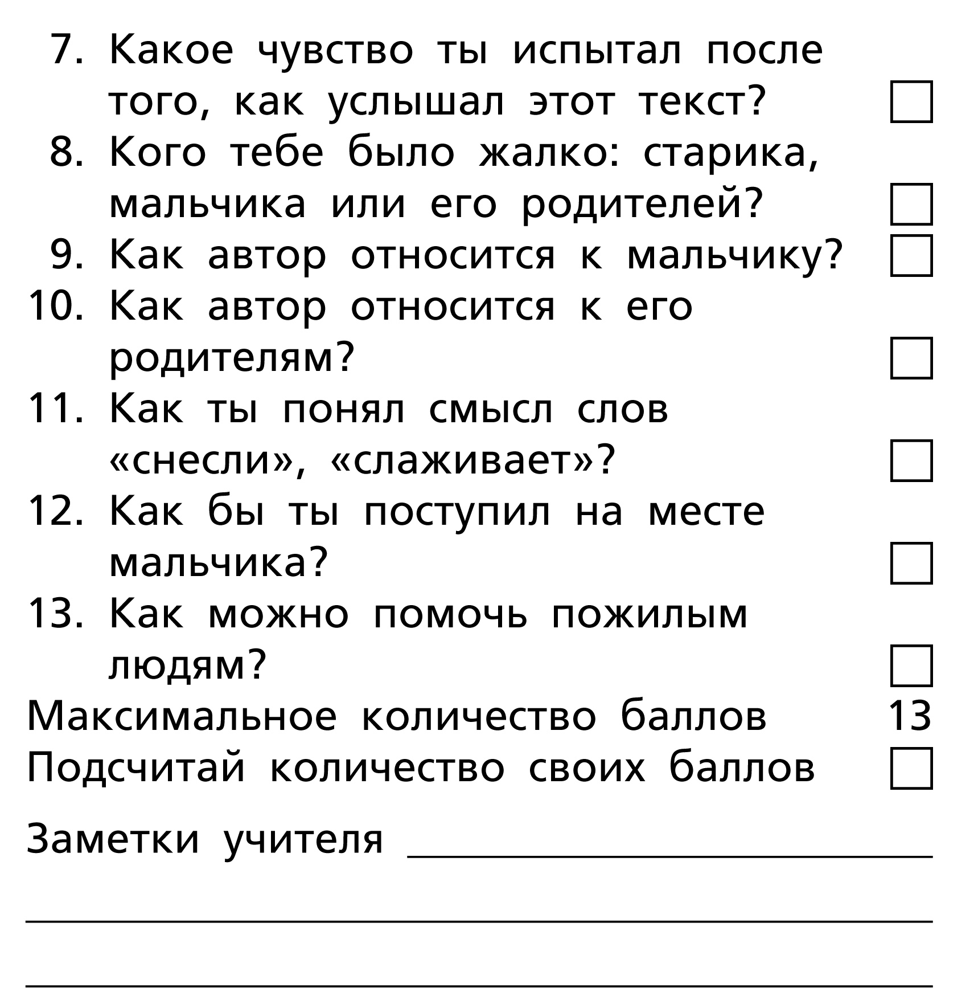 7. Какое чувство ты испытал после
того, как услышал этот текст?
8. Кого тебе было жалко: старика,
мальчика или его родителей?
9. Как автор относится к мальчику?
10. Как автор относится к его
родителям?
11. Как ты понял смысл слов
«снесли», «слаживает»?
12. Как бы ты поступил на месте
мальчика?
13. Как можно помочь пожилым
людям?
Максимальное количество баллов 13
Подсчитай количество своих баллов
Заметки учителя